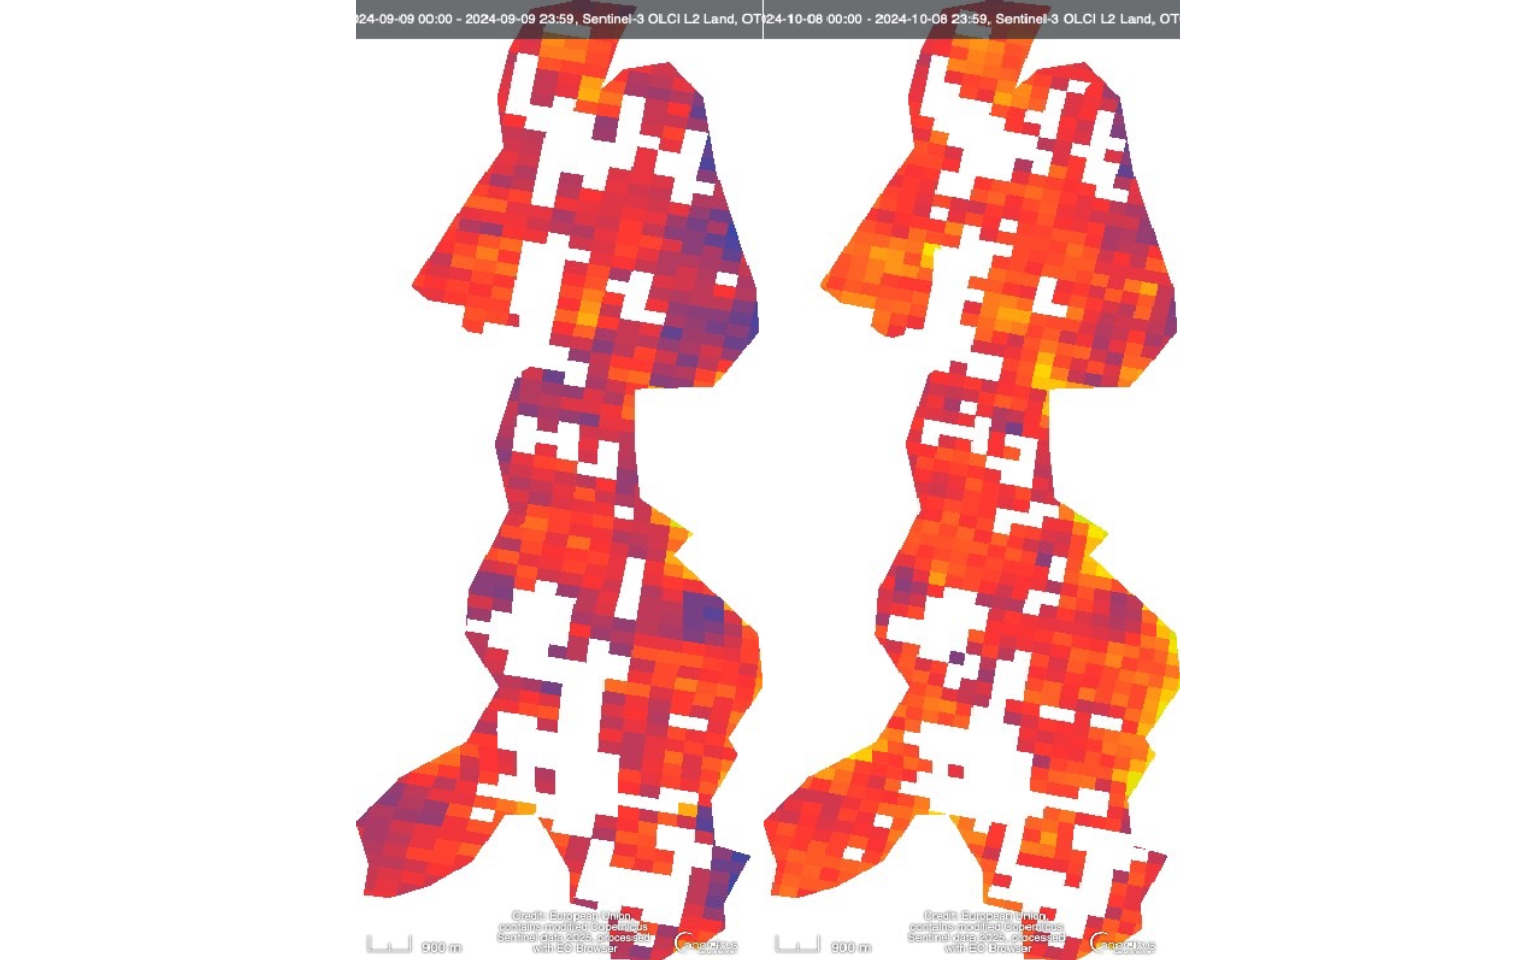 024-09-09 00:00 - 2024-09-09 23:59, Sentinel-3 OLCI L2 Land, OT
024-10-08 00:00 - 2024-10-08 23:59, Sentinel-3 OLCI L2 Land, OT
Credit: European Union,
contains modified Copernicus
Sentinel data 2025, processed
with EO Browser
900 m
Credit: European Union,
contains modified Copernicus
Sentinel data 2025, processed
with EO Browser
900 m